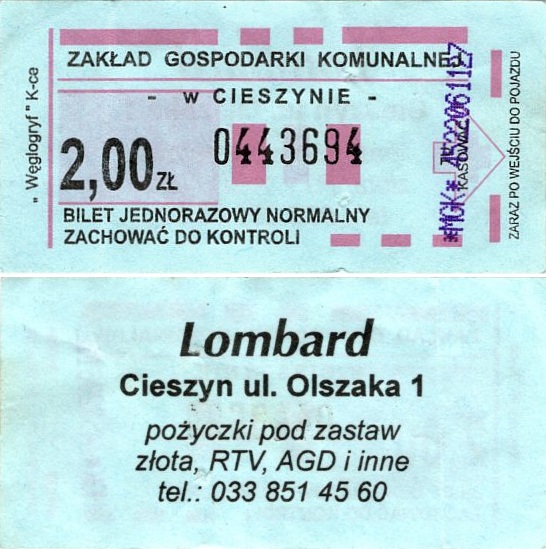 ZAKŁAD GOSPODARKI KOMUNALNEJ
- w CIESZYNIE -
0443694
2,00 ZŁ
BILET JEDNORAZOWY NORMALNY
ZACHOWAĆ DO KONTROLI
" Węglogryf " K-ce
KASOWAĆ
ZARAZ PO WEJŚCIU DO POJAZDU
*MGK*
Lombard
Cieszyn ul. Olszaka 1
pożyczki pod zastaw
złota, RTV, AGD i inne
tel.: 033 851 45 60